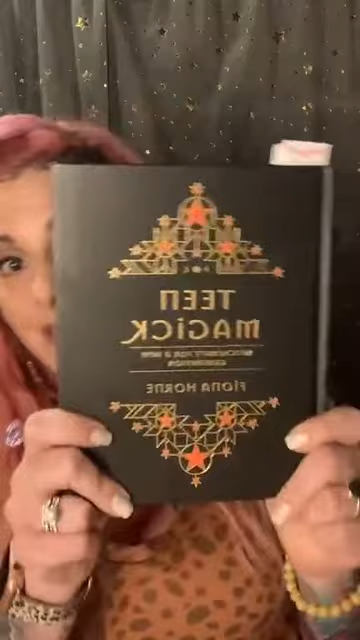 TEEN
MAGICK
WITCHCRAFT FOR A NEW
GENERATION
FIONA HORNE